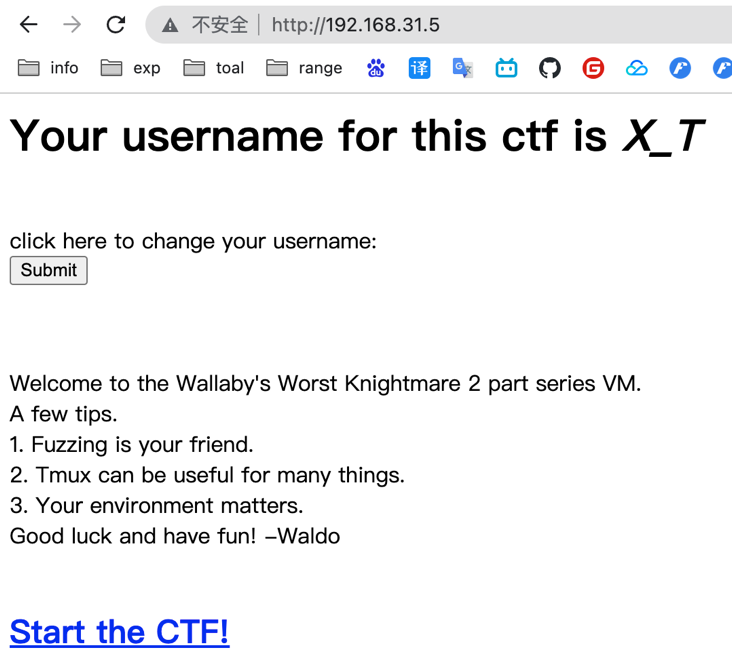 不安全 http://192.168.31.5
info exp toal range 译 G
Your username for this ctf is X_T
click here to change your username:
Submit
Welcome to the Wallaby's Worst Knightmare 2 part series VM.
A few tips.
1. Fuzzing is your friend.
2. Tmux can be useful for many things.
3. Your environment matters.
Good luck and have fun! -Waldo
Start the CTF!